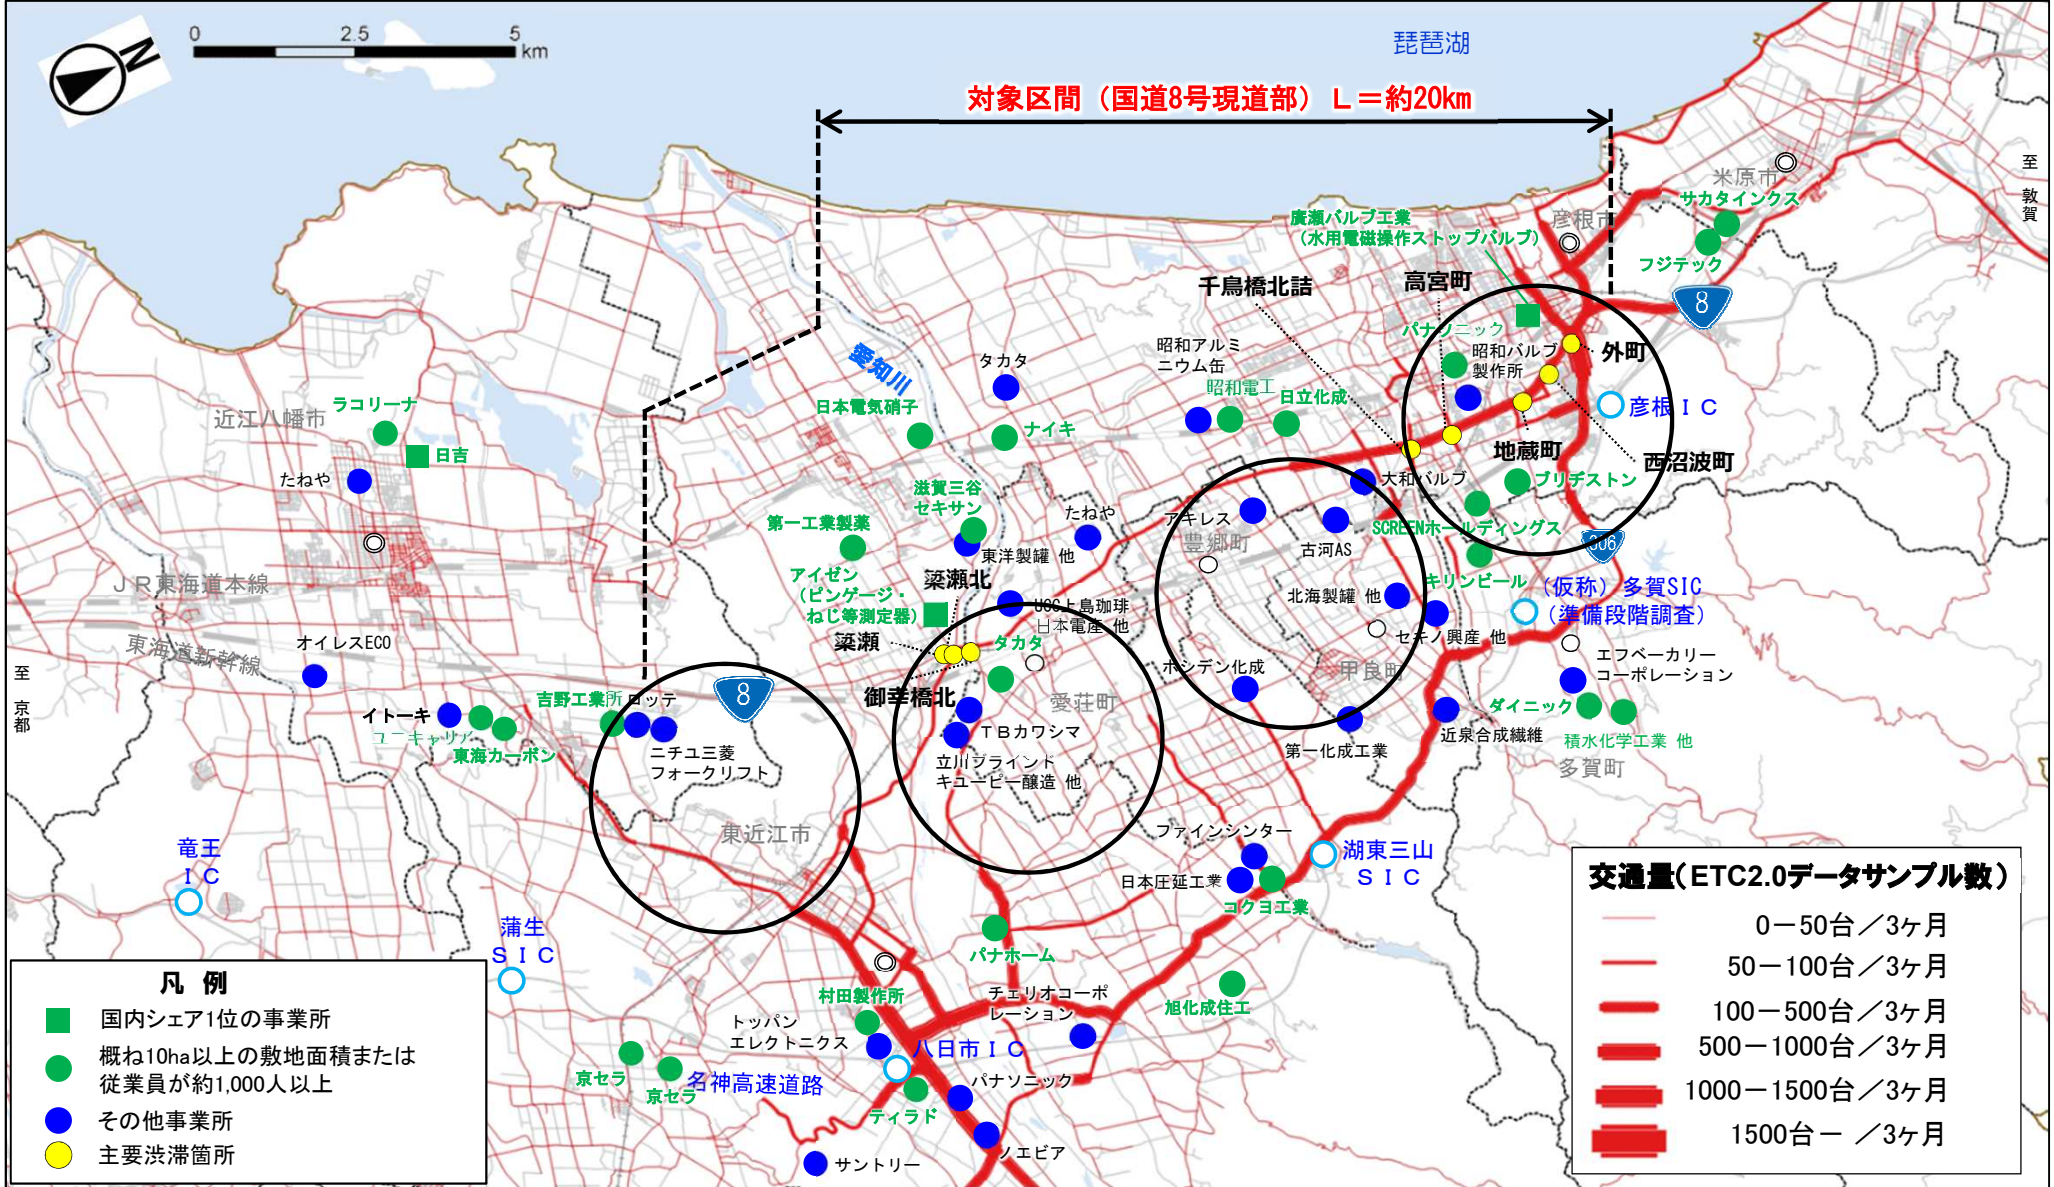 N
0 2.5 5
km
琵琶湖
対象区間（国道8号現道部）Ｌ＝約20km
至 敦賀
米原市
サカタインクス
彦根市
フジテック
廣瀬バルブ工業
（水用電磁操作ストップバルブ）
千鳥橋北詰
高宮町
8
パナソニック
昭和バルブ
製作所
外町
昭和アルミ
ニウム缶
昭和電工
日立化成
彦根ＩＣ
地蔵町
西沼波町
愛知川
タカタ
日本電気硝子
ナイキ
近江八幡市
ラコリーナ
日吉
たねや
大和バルブ
ブリヂストン
SCREENホールディングス
306
滋賀三谷
セキサン
たねや
アキレス
豊郷町
古河AS
第一工業製薬
東洋製罐 他
キリンビール
（仮称）多賀SIC
（準備段階調査）
ＪＲ東海道本線
アイゼン
（ピンゲージ・
ねじ等測定器）
簗瀬北
UCC上島珈琲
日本電産 他
北海製罐 他
セキノ興産 他
東海道新幹線
オイレスECO
簗瀬
タカタ
ホシデン化成
甲良町
エフベーカリー
コーポレーション
至 京都
イトーキ
ユニキャリア
東海カーボン
吉野工業所
ロッテ
8
御幸橋北
愛荘町
ＴＢカワシマ
ニチユ三菱
フォークリフト
立川ブラインド
キユーピー醸造 他
第一化成工業
近泉合成繊維
ダイニック
積水化学工業 他
多賀町
東近江市
ファインシンター
竜王
ＩＣ
日本圧延工業
コクヨ工業
湖東三山
ＳＩＣ
蒲生
ＳＩＣ
パナホーム
村田製作所
チェリオコーポ
レーション
旭化成住工
トッパン
エレクトニクス
八日市ＩＣ
京セラ
京セラ
名神高速道路
パナソニック
ティラド
ノエビア
サントリー
凡 例
国内シェア1位の事業所
概ね10ha以上の敷地面積または
従業員が約1,000人以上
その他事業所
主要渋滞箇所
交通量（ETC2.0データサンプル数）
0－50台／3ヶ月
50－100台／3ヶ月
100－500台／3ヶ月
500－1000台／3ヶ月
1000－1500台／3ヶ月
1500台－ ／3ヶ月